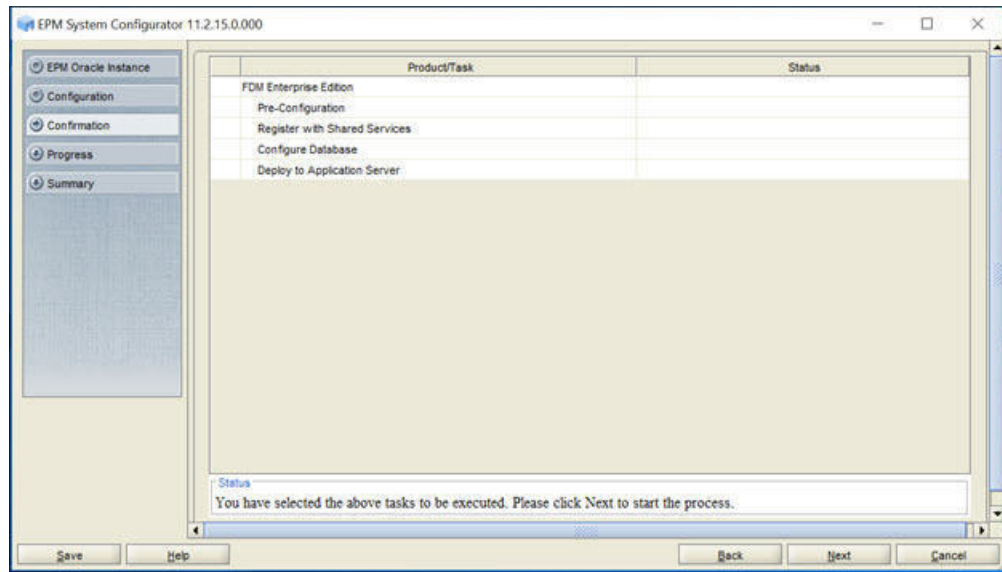 EPM System Configurator 11.2.15.0.000
EPM Oracle Instance
Configuration
Confirmation
Progress
Summary
Product/Task Status
FDM Enterprise Edition
Pre-Configuration
Register with Shared Services
Configure Database
Deploy to Application Server
Status
You have selected the above tasks to be executed. Please click Next to start the process.
Save Help Back Next Cancel